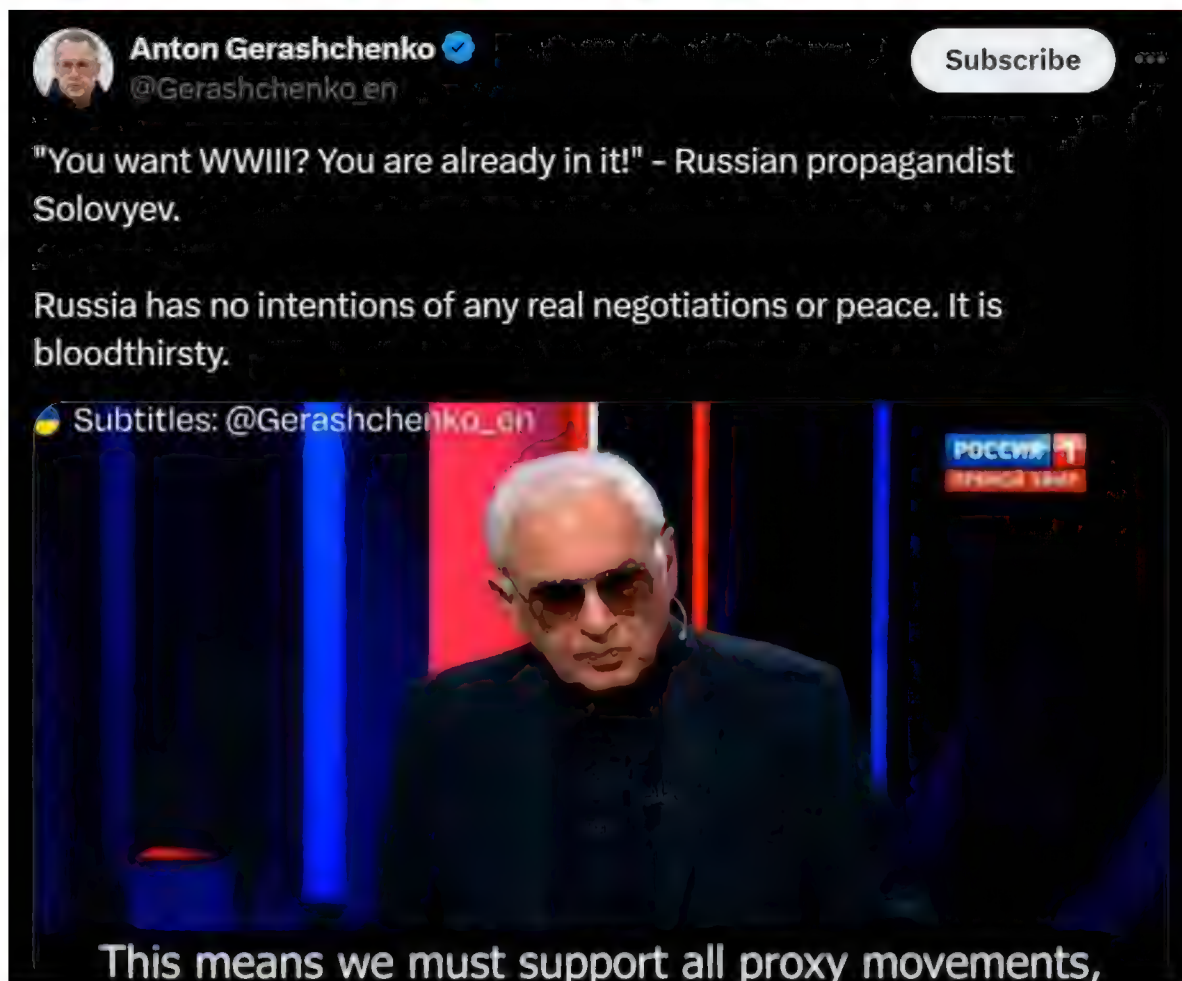 Anton Gerashchenko
@Gerashchenko_en
Subscribe
"You want WWIII? You are already in it!" – Russian propagandist
Solovyev.
Russia has no intentions of any real negotiations or peace. It is
bloodthirsty.
Subtitles: @Gerashchenko_en
РОССИЯ 1
ПРЯМОЙ ЭФИР
This means we must support all proxy movements,